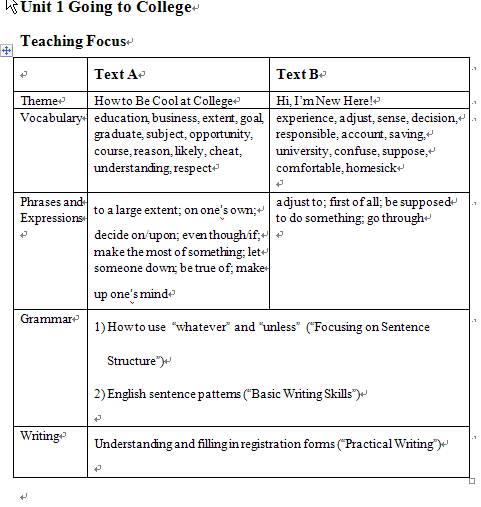 Unit 1 Going to College
Teaching Focus
Text A
Text B
Theme
How to Be Cool at College
Hi, I'm New Here!
Vocabulary
education, business, extent, goal,
graduate, subject, opportunity,
course, reason, likely, cheat,
understanding, respect
experience, adjust, sense, decision,
responsible, account, saving,
university, confuse, suppose,
comfortable, homesick
Phrases and
Expressions
to a large extent; on one's own;
decide on/upon; even though/if;
make the most of something; let
someone down; be true of; make
up one's mind
adjust to; first of all; be supposed
to do something; go through
Grammar
1) How to use "whatever" and "unless" ("Focusing on Sentence
Structure")
2) English sentence patterns ("Basic Writing Skills")
Writing
Understanding and filling in registration forms ("Practical Writing")